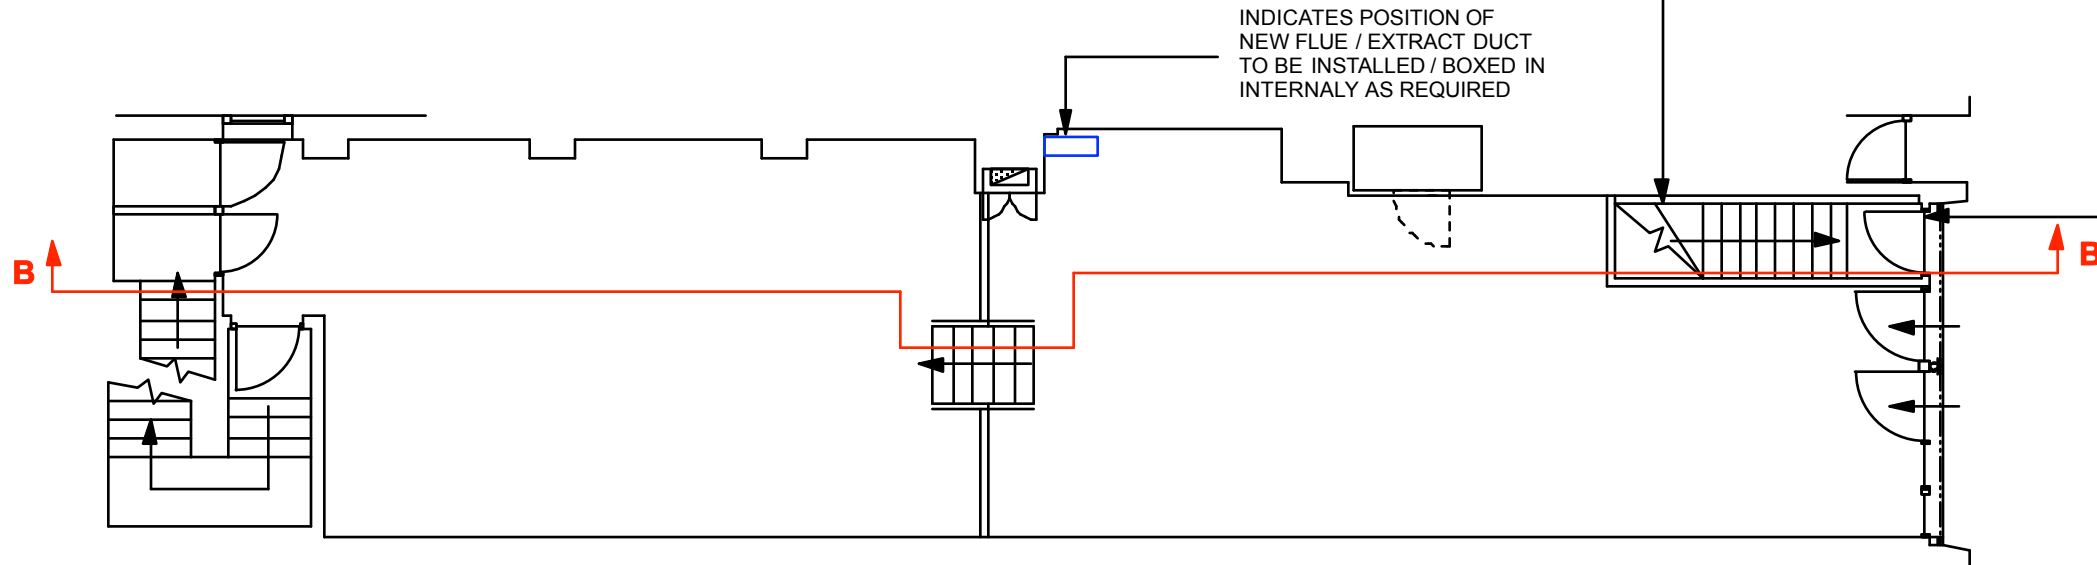 INDICATES POSITION OF
NEW FLUE / EXTRACT DUCT
TO BE INSTALLED / BOXED IN
INTERNALY AS REQUIRED
B
B